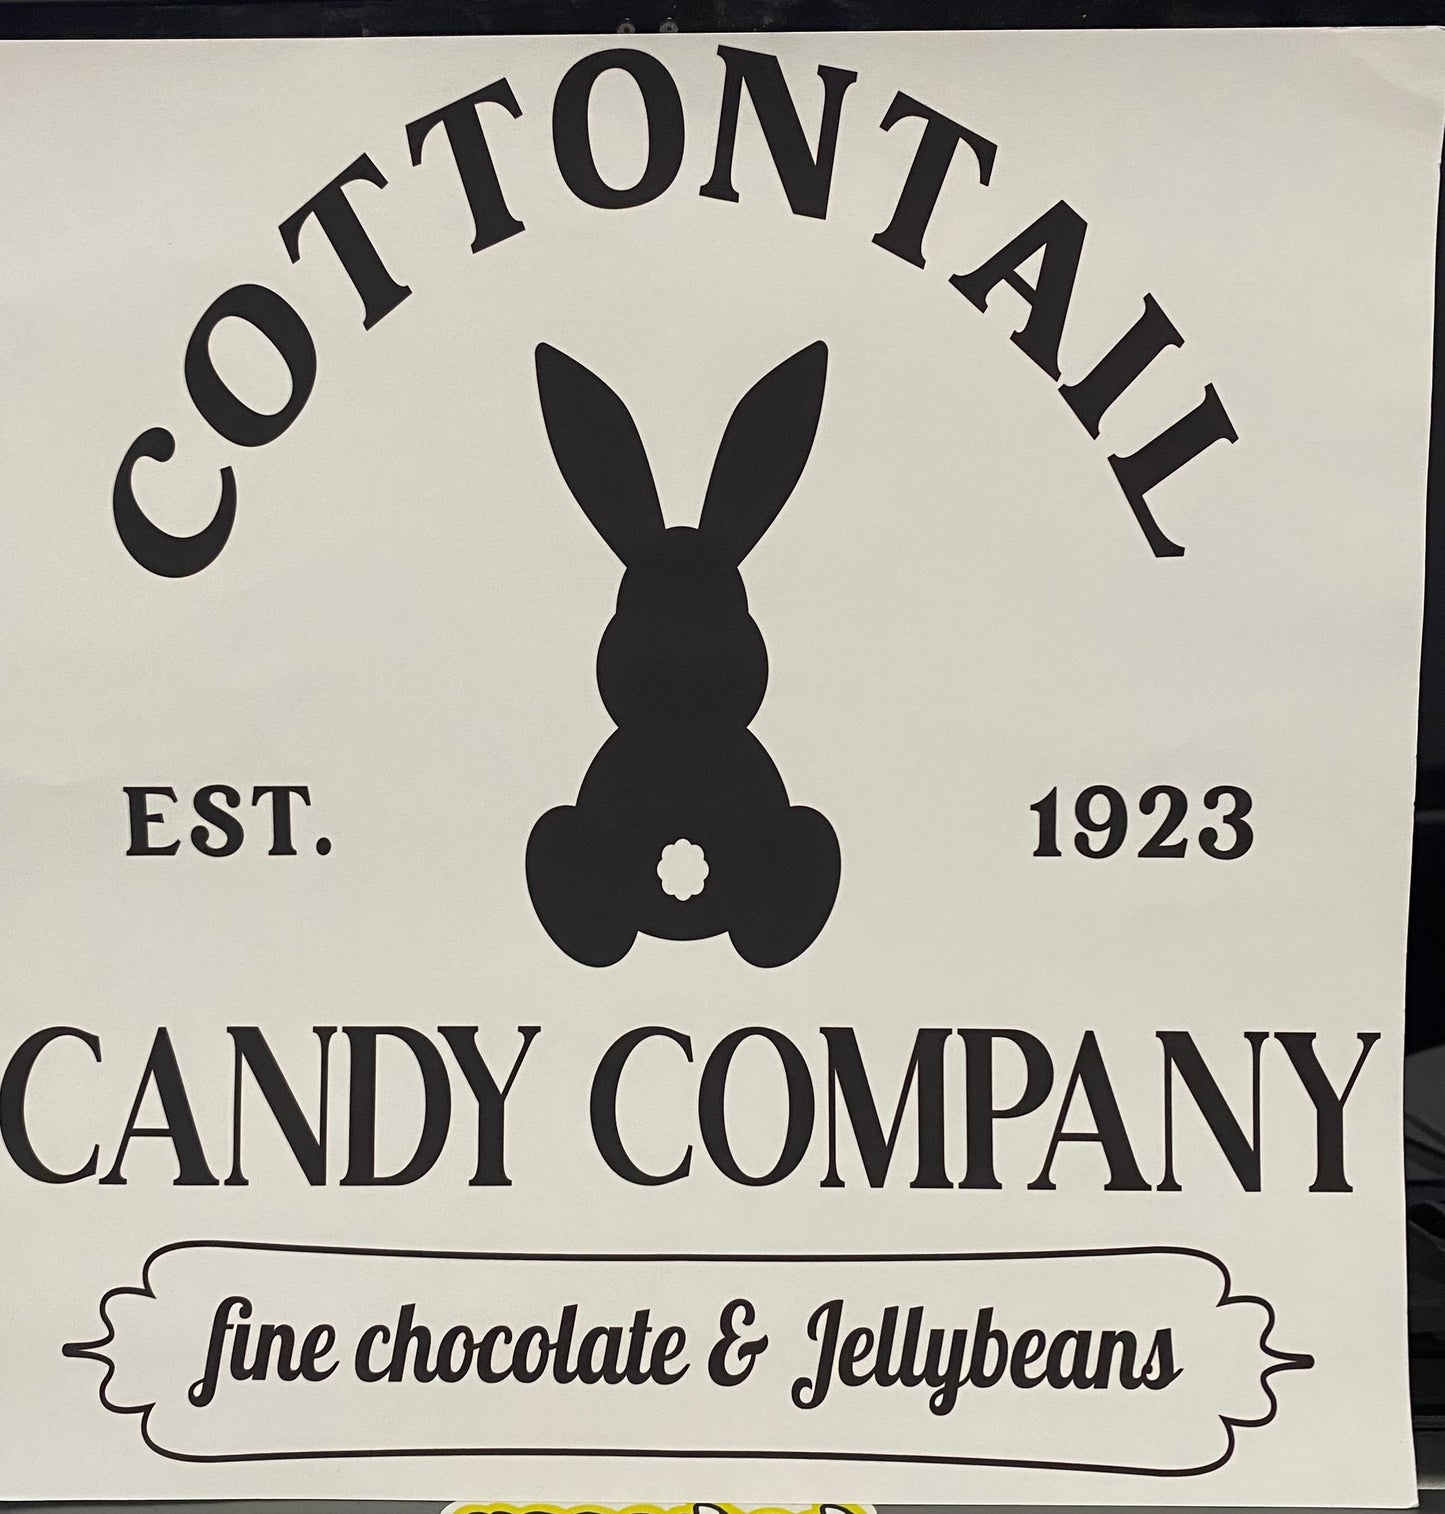 COTTONTAIL
EST. 1923
CANDY COMPANY
fine chocolate & Jellybeans